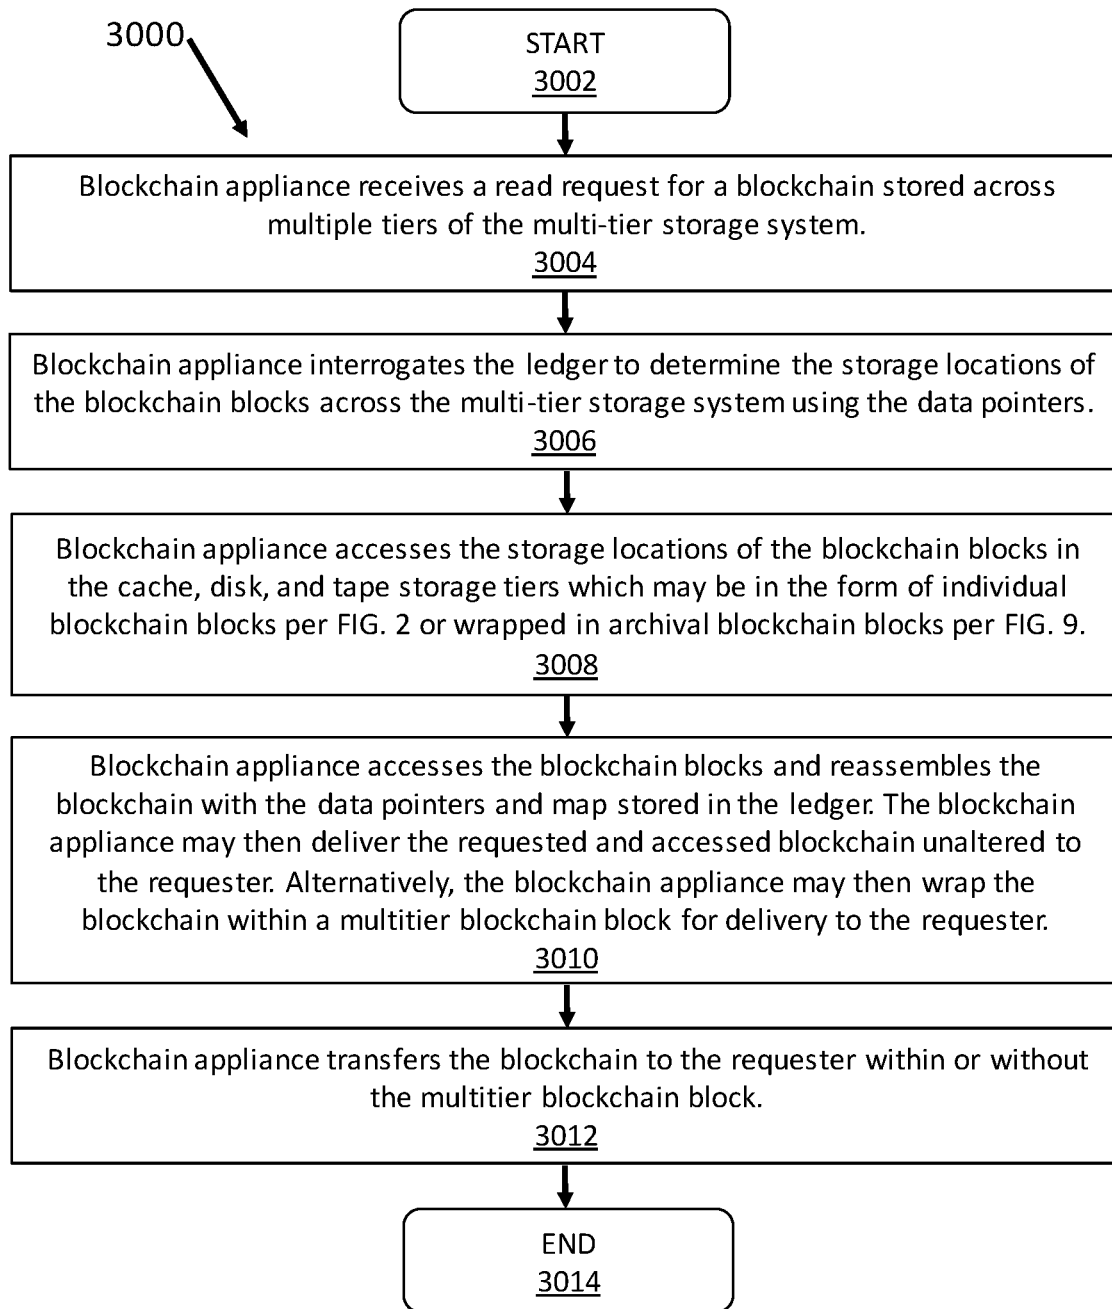 3000
START
3002
Blockchain appliance receives a read request for a blockchain stored across
multiple tiers of the multi-tier storage system.
3004
Blockchain appliance interrogates the ledger to determine the storage locations of
the blockchain blocks across the multi-tier storage system using the data pointers.
3006
Blockchain appliance accesses the storage locations of the blockchain blocks in
the cache, disk, and tape storage tiers which may be in the form of individual
blockchain blocks per FIG. 2 or wrapped in archival blockchain blocks per FIG. 9.
3008
Blockchain appliance accesses the blockchain blocks and reassembles the
blockchain with the data pointers and map stored in the ledger. The blockchain
appliance may then deliver the requested and accessed blockchain unaltered to
the requester. Alternatively, the blockchain appliance may then wrap the
blockchain within a multitier blockchain block for delivery to the requester.
3010
Blockchain appliance transfers the blockchain to the requester within or without
the multitier blockchain block.
3012
END
3014